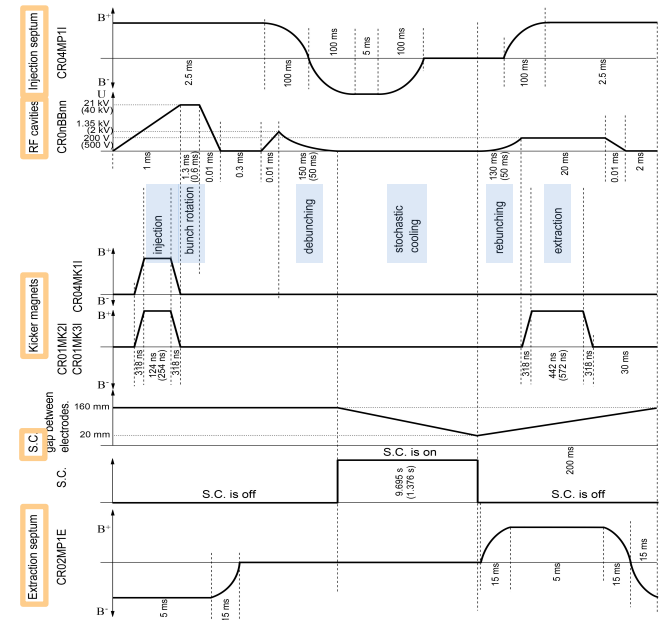 Injection septum
CR04MP1I
B+
B-
2.5 ms
100 ms
100 ms
5 ms
100 ms
100 ms
2.5 ms
RF cavities
CR0nBBnn
U
21 kV
(40 kV)
1.35 kV
(2 kV)
200 V
(500 V)
1 ms
1.3 ms
(0.6 ms)
0.01 ms
0.3 ms
0.01 ms
150 ms
(50 ms)
130 ms
(50 ms)
20 ms
0.01 ms
2 ms
injection
bunch rotation
debunching
stochastic
cooling
rebunching
extraction
Kicker magnets
CR04MK1I
B+
B-
CR01MK2I
CR01MK3I
B+
B-
318 ns
124 ns
(254 ns)
318 ns
318 ns
442 ns
(572 ns)
318 ns
30 ms
S.C.
gap between
electrodes.
160 mm
20 mm
200 ms
S.C.
S.C. is off
S.C. is on
9.695 s
(1.376 s)
S.C. is off
Extraction septum
CR02MP1E
B+
B-
5 ms
15 ms
15 ms
5 ms
15 ms
15 ms